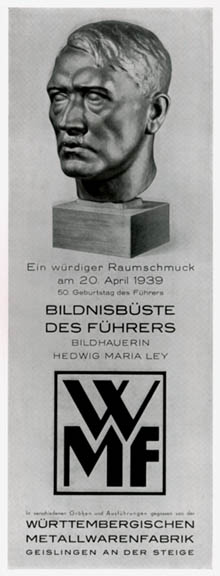 Ein würdiger Raumschmuck
am 20. April 1939
50. Geburtstag des Führers
BILDNISBÜSTE
DES FÜHRERS
BILDHAUERIN
HEDWIG MARIA LEY
WMF
In verschiedenen Größen und Ausführungen gegossen von der
WÜRTTEMBERGISCHEN
METALLWARENFABRIK
GEISLINGEN AN DER STEIGE